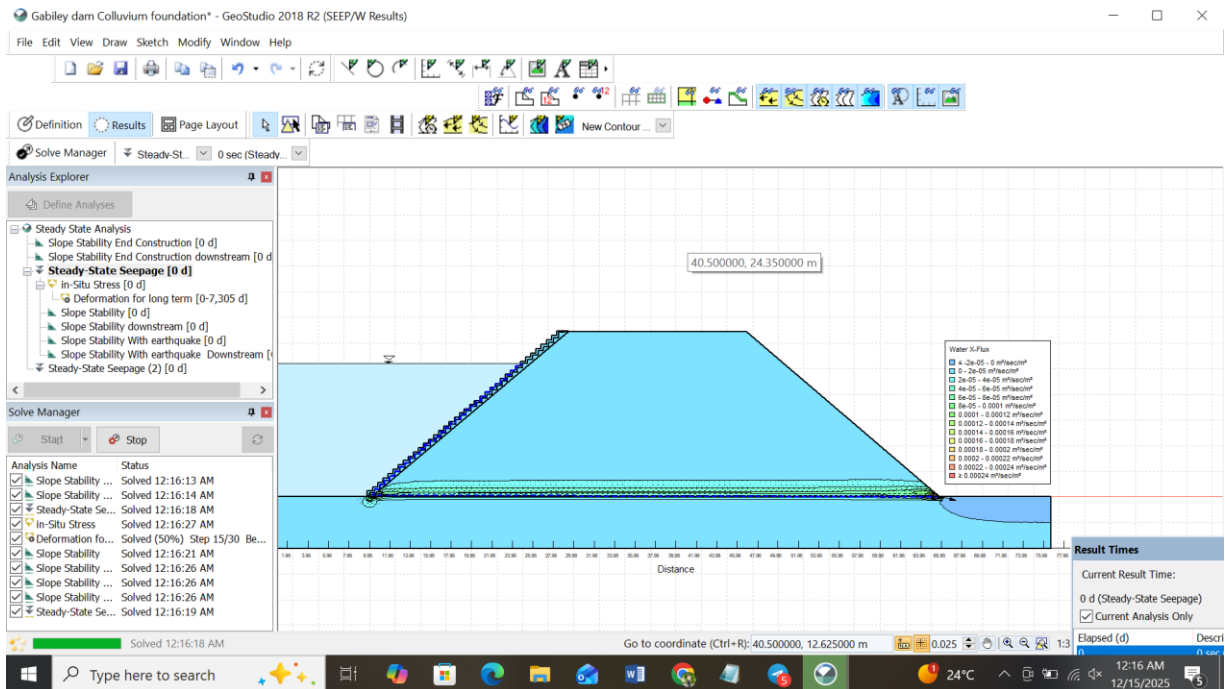 Gabiley dam Colluvium foundation* - GeoStudio 2018 R2 (SEEP/W Results)
File Edit View Draw Sketch Modify Window Help
Definition Results Page Layout New Contour ...
Solve Manager Steady-St... 0 sec (Steady...
Analysis Explorer
Define Analyses
Steady State Analysis
Slope Stability End Construction [0 d]
Slope Stability End Construction downstream [0 d
Steady-State Seepage [0 d]
in-Situ Stress [0 d]
Deformation for long term [0-7,305 d]
Slope Stability [0 d]
Slope Stability downstream [0 d]
Slope Stability With earthquake [0 d]
Slope Stability With earthquake Downstream [
Steady-State Seepage (2) [0 d]
Solve Manager
Start Stop
Analysis Name Status
Slope Stability ... Solved 12:16:13 AM
Slope Stability ... Solved 12:16:14 AM
Steady-State Se... Solved 12:16:18 AM
in-Situ Stress Solved 12:16:27 AM
Deformation fo... Solved (50%) Step 15/30 Be...
Slope Stability Solved 12:16:21 AM
Slope Stability ... Solved 12:16:26 AM
Slope Stability ... Solved 12:16:26 AM
Slope Stability ... Solved 12:16:26 AM
Steady-State Se... Solved 12:16:19 AM
40.500000, 24.350000 m
Water X-Flux
≤ -2e-05 - 0 m³/sec/m²
0 - 2e-05 m³/sec/m²
2e-05 - 4e-05 m³/sec/m²
4e-05 - 6e-05 m³/sec/m²
6e-05 - 8e-05 m³/sec/m²
8e-05 - 0.0001 m³/sec/m²
0.0001 - 0.00012 m³/sec/m²
0.00012 - 0.00014 m³/sec/m²
0.00014 - 0.00016 m³/sec/m²
0.00016 - 0.00018 m³/sec/m²
0.00018 - 0.0002 m³/sec/m²
0.0002 - 0.00022 m³/sec/m²
0.00022 - 0.00024 m³/sec/m²
≥ 0.00024 m³/sec/m²
Distance
Result Times
Current Result Time:
0 d (Steady-State Seepage)
Current Analysis Only
Elapsed (d) Descri
0 0 sec
Solved 12:16:18 AM
Go to coordinate (Ctrl+R): 40.500000, 12.625000 m 0.025 1:3
Type here to search
1 24°C 12:16 AM
12/15/2025 5